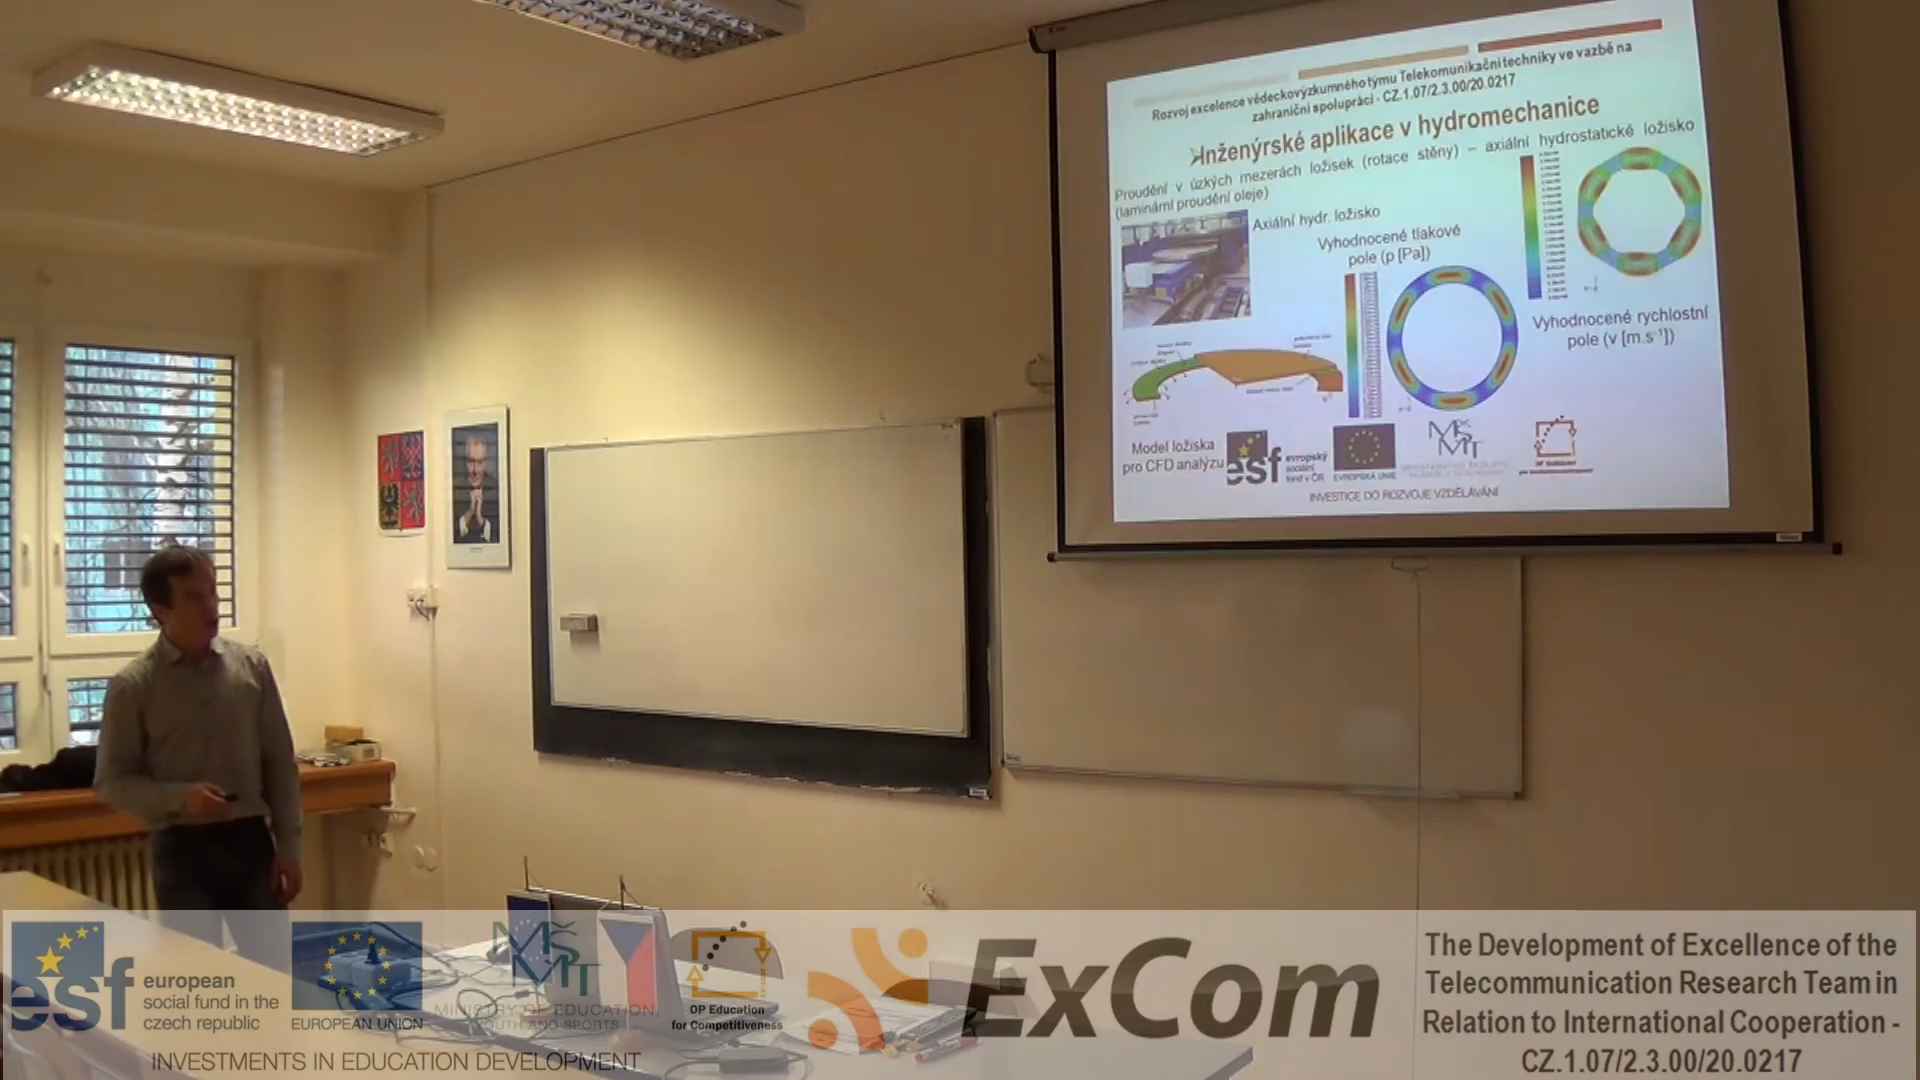 Rozvoj excelence vědeckovýzkumného týmu Telekomunikační techniky ve vazbě na
zahraniční spolupráci - CZ.1.07/2.3.00/20.0217
Inženýrské aplikace v hydromechanice
Proudění v úzkých mezerách ložisek (rotace stěny) – axiální hydrostatické ložisko
(laminární proudění oleje)
Axiální hydr. ložisko
Vyhodnocené tlakové
pole (p [Pa])
Vyhodnocené rychlostní
pole (v [m.s⁻¹])
Model ložiska
pro CFD analýzu
esf
evropský
sociální
fond v ČR
EVROPSKÁ UNIE
MŠMT
INVESTICE DO ROZVOJE VZDĚLÁVÁNÍ
esf
european
social fund in the
czech republic
EUROPEAN UNION
MŠMT
MINISTRY OF EDUCATION,
YOUTH AND SPORTS
OP Education
for Competitiveness
INVESTMENTS IN EDUCATION DEVELOPMENT
ExCom
The Development of Excellence of the
Telecommunication Research Team in
Relation to International Cooperation -
CZ.1.07/2.3.00/20.0217